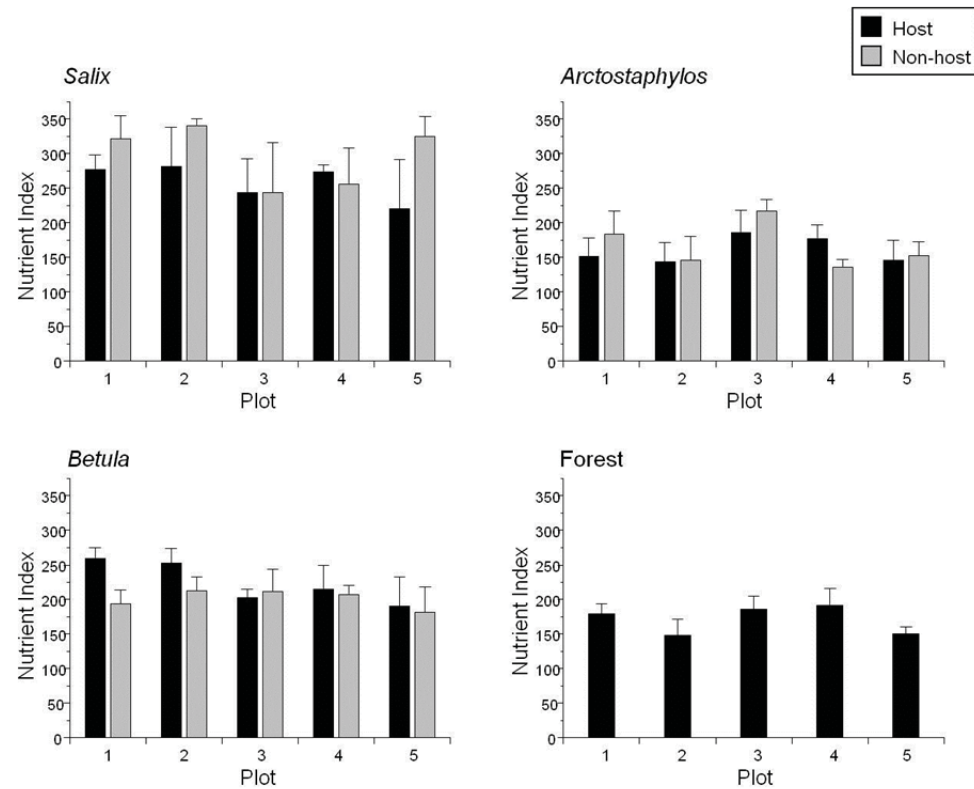 Host
Non-host
Salix
Nutrient Index
350
300
250
200
150
100
50
0
1 2 3 4 5
Plot
Arctostaphylos
Nutrient Index
350
300
250
200
150
100
50
0
1 2 3 4 5
Plot
Betula
Nutrient Index
350
300
250
200
150
100
50
0
1 2 3 4 5
Plot
Forest
Nutrient Index
350
300
250
200
150
100
50
0
1 2 3 4 5
Plot